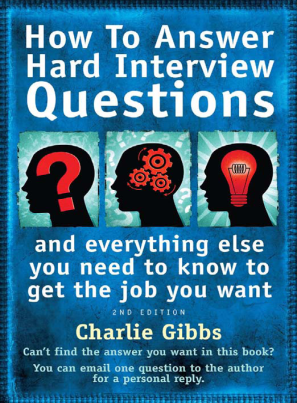 How To Answer
Hard Interview
Questions
and everything else
you need to know to
get the job you want
2ND EDITION
Charlie Gibbs
Can't find the answer you want in this book?
You can email one question to the author
for a personal reply.